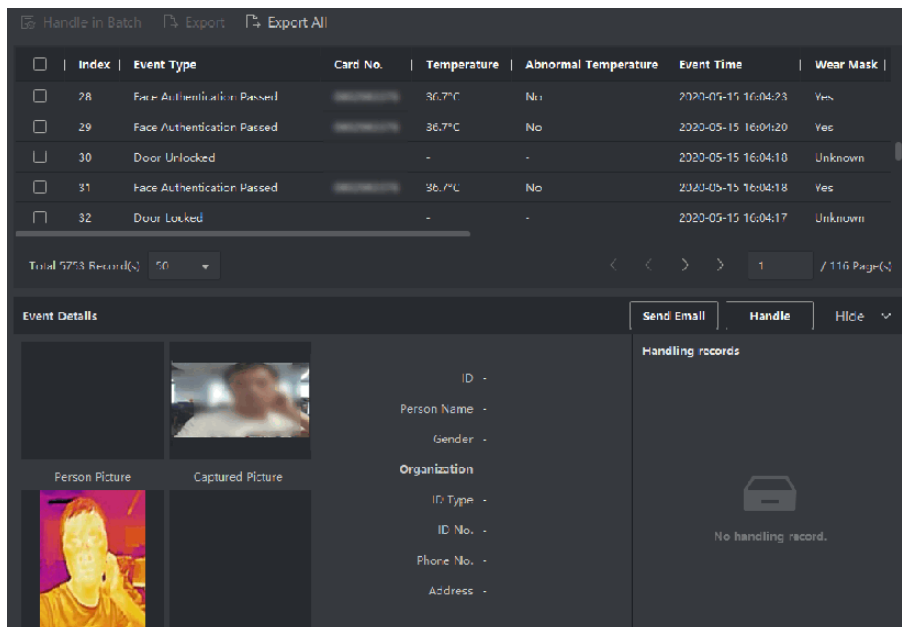 Handle in Batch Export Export All
Index Event Type Card No. Temperature Abnormal Temperature Event Time Wear Mask
28 Face Authentication Passed 36.7°C No 2020-05-15 16:04:23 Yes
29 Face Authentication Passed 36.7°C No 2020-05-15 16:04:20 Yes
30 Door Unlocked - - 2020-05-15 16:04:18 Unknown
31 Face Authentication Passed 36.7°C No 2020-05-15 16:04:18 Yes
32 Door Locked - - 2020-05-15 16:04:17 Unknown
Total 5753 Record(s) 50 1 / 116 Page(s)
Event Details Send Email Handle Hide
Handling records
ID -
Person Name -
Gender -
Person Picture Captured Picture Organization
ID Type -
ID No. -
No handling record.
Phone No. -
Address -